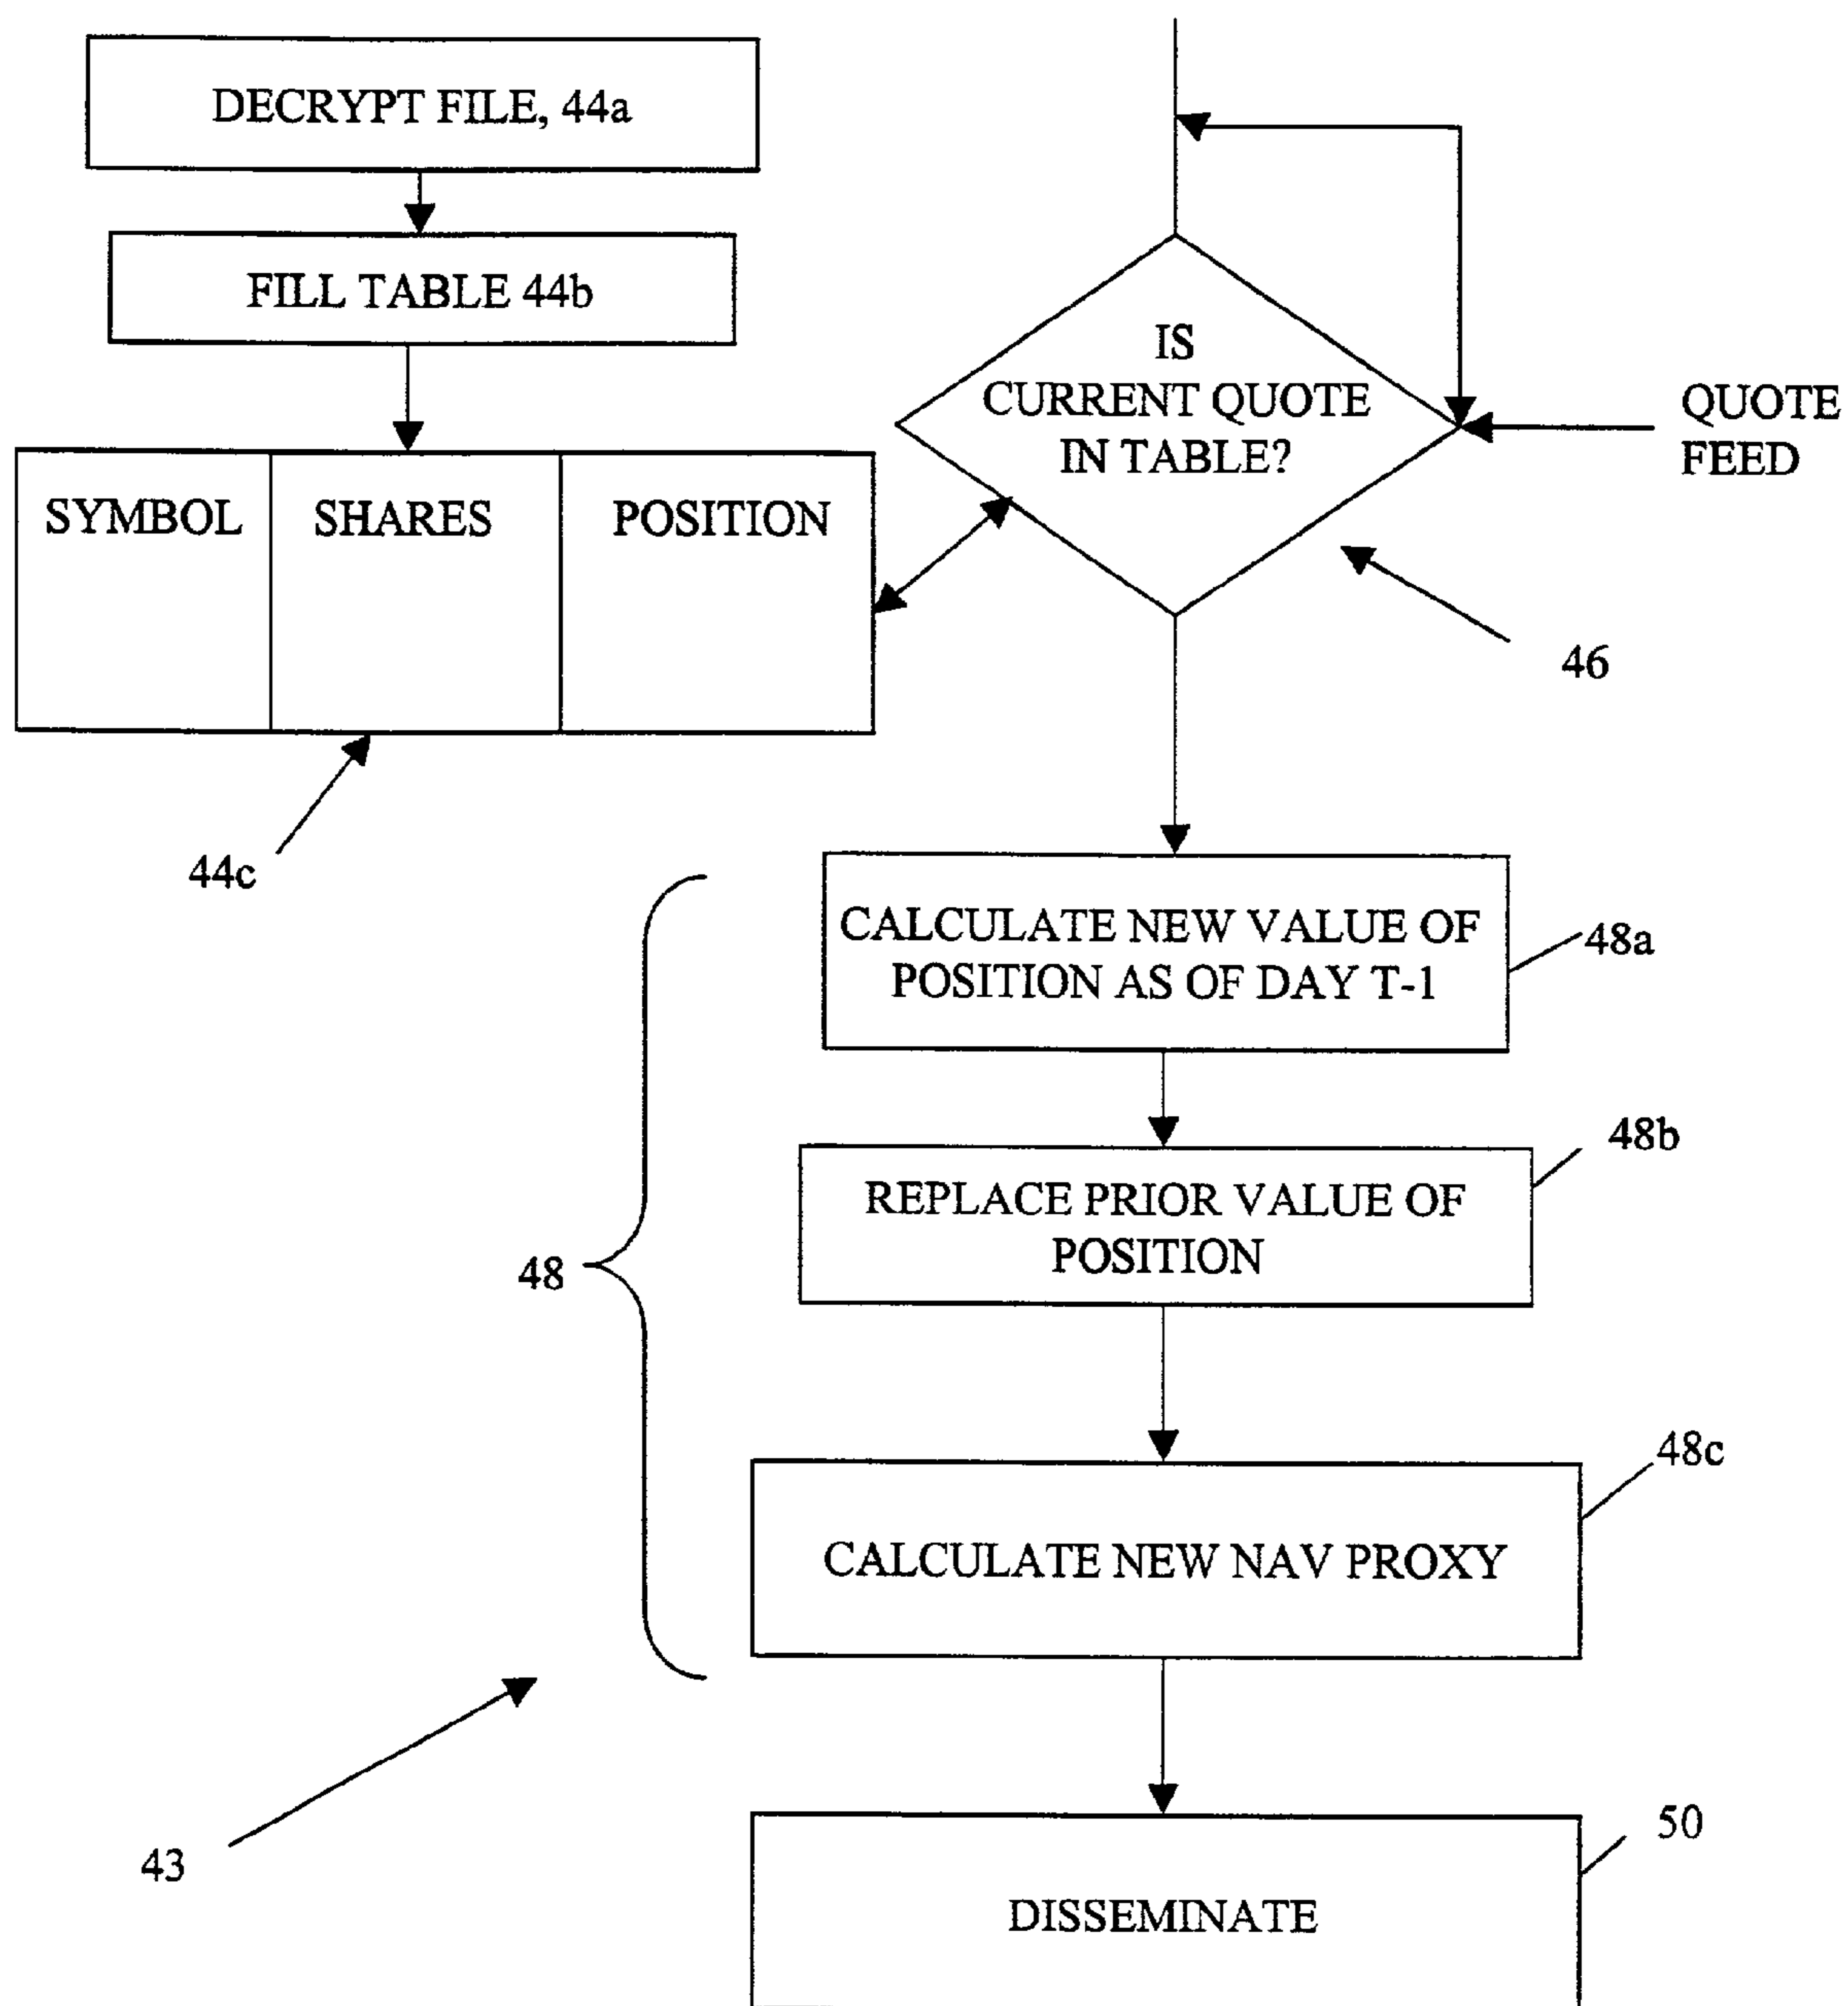 DECRYPT FILE, 44a
FILL TABLE 44b
SYMBOL
SHARES
POSITION
44c
IS
CURRENT QUOTE
IN TABLE?
QUOTE
FEED
46
CALCULATE NEW VALUE OF
POSITION AS OF DAY T-1
48a
REPLACE PRIOR VALUE OF
POSITION
48b
48
CALCULATE NEW NAV PROXY
48c
43
DISSEMINATE
50